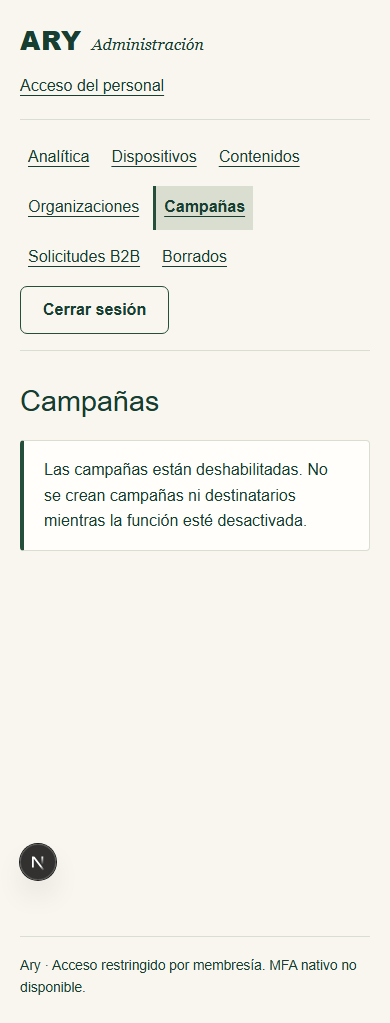 ARY Administración
Acceso del personal
Analítica Dispositivos Contenidos
Organizaciones Campañas
Solicitudes B2B Borrados
Cerrar sesión
Campañas
Las campañas están deshabilitadas. No
se crean campañas ni destinatarios
mientras la función esté desactivada.
N
Ary · Acceso restringido por membresía. MFA nativo no
disponible.